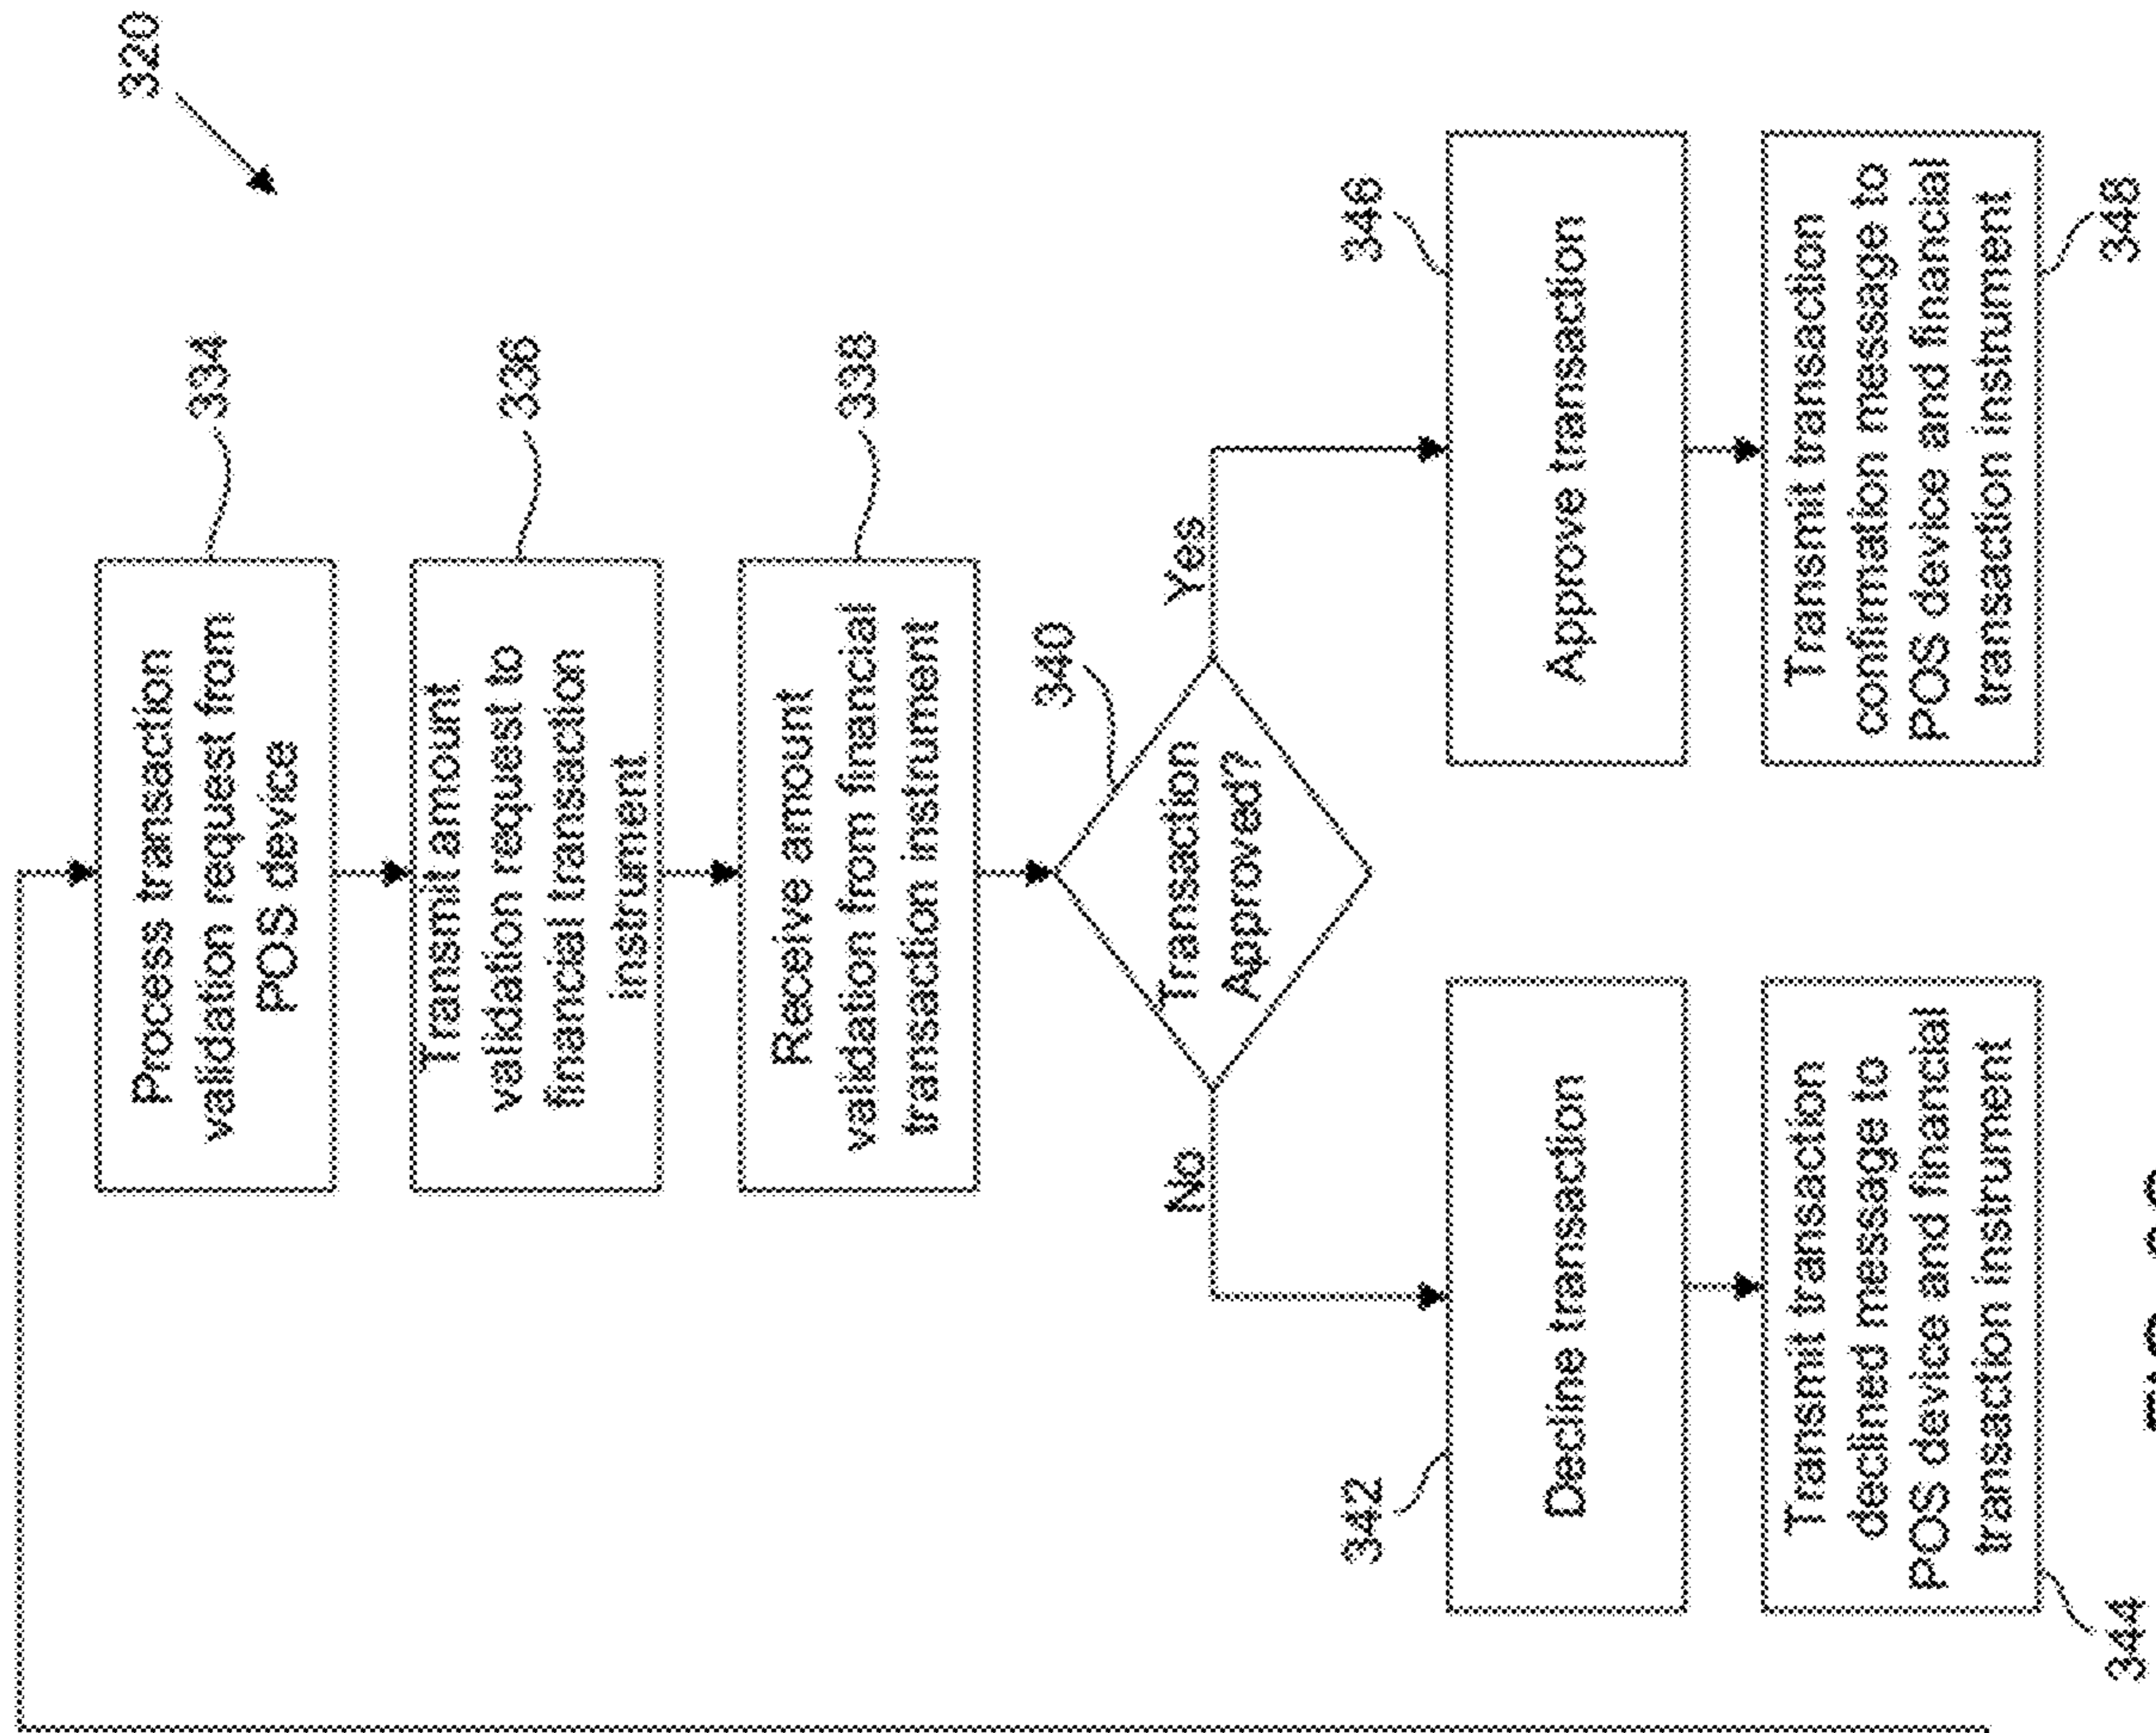 320
Process transaction
validation request from
POS device
334
Transmit amount
validation request to
financial transaction
instrument
336
Receive amount
validation from financial
transaction instrument
338
340
Transaction
Approved?
No
Yes
342
Decline transaction
346
Approve transaction
Transmit transaction
declined message to
POS device and financial
transaction instrument
344
Transmit transaction
confirmation message to
POS device and financial
transaction instrument
348